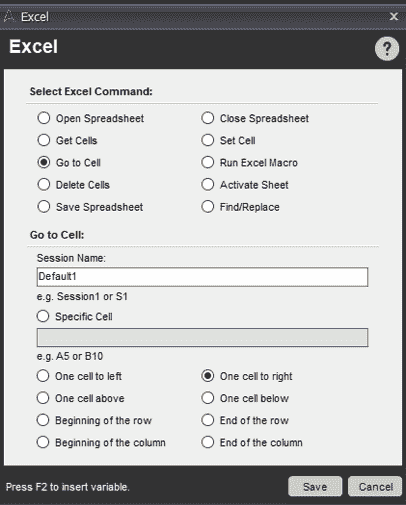 Excel
Excel
?
Select Excel Command:
Open Spreadsheet Close Spreadsheet
Get Cells Set Cell
Go to Cell Run Excel Macro
Delete Cells Activate Sheet
Save Spreadsheet Find/Replace
Go to Cell:
Session Name:
Default1
e.g. Session1 or S1
Specific Cell
e.g. A5 or B10
One cell to left One cell to right
One cell above One cell below
Beginning of the row End of the row
Beginning of the column End of the column
Press F2 to insert variable. Save Cancel